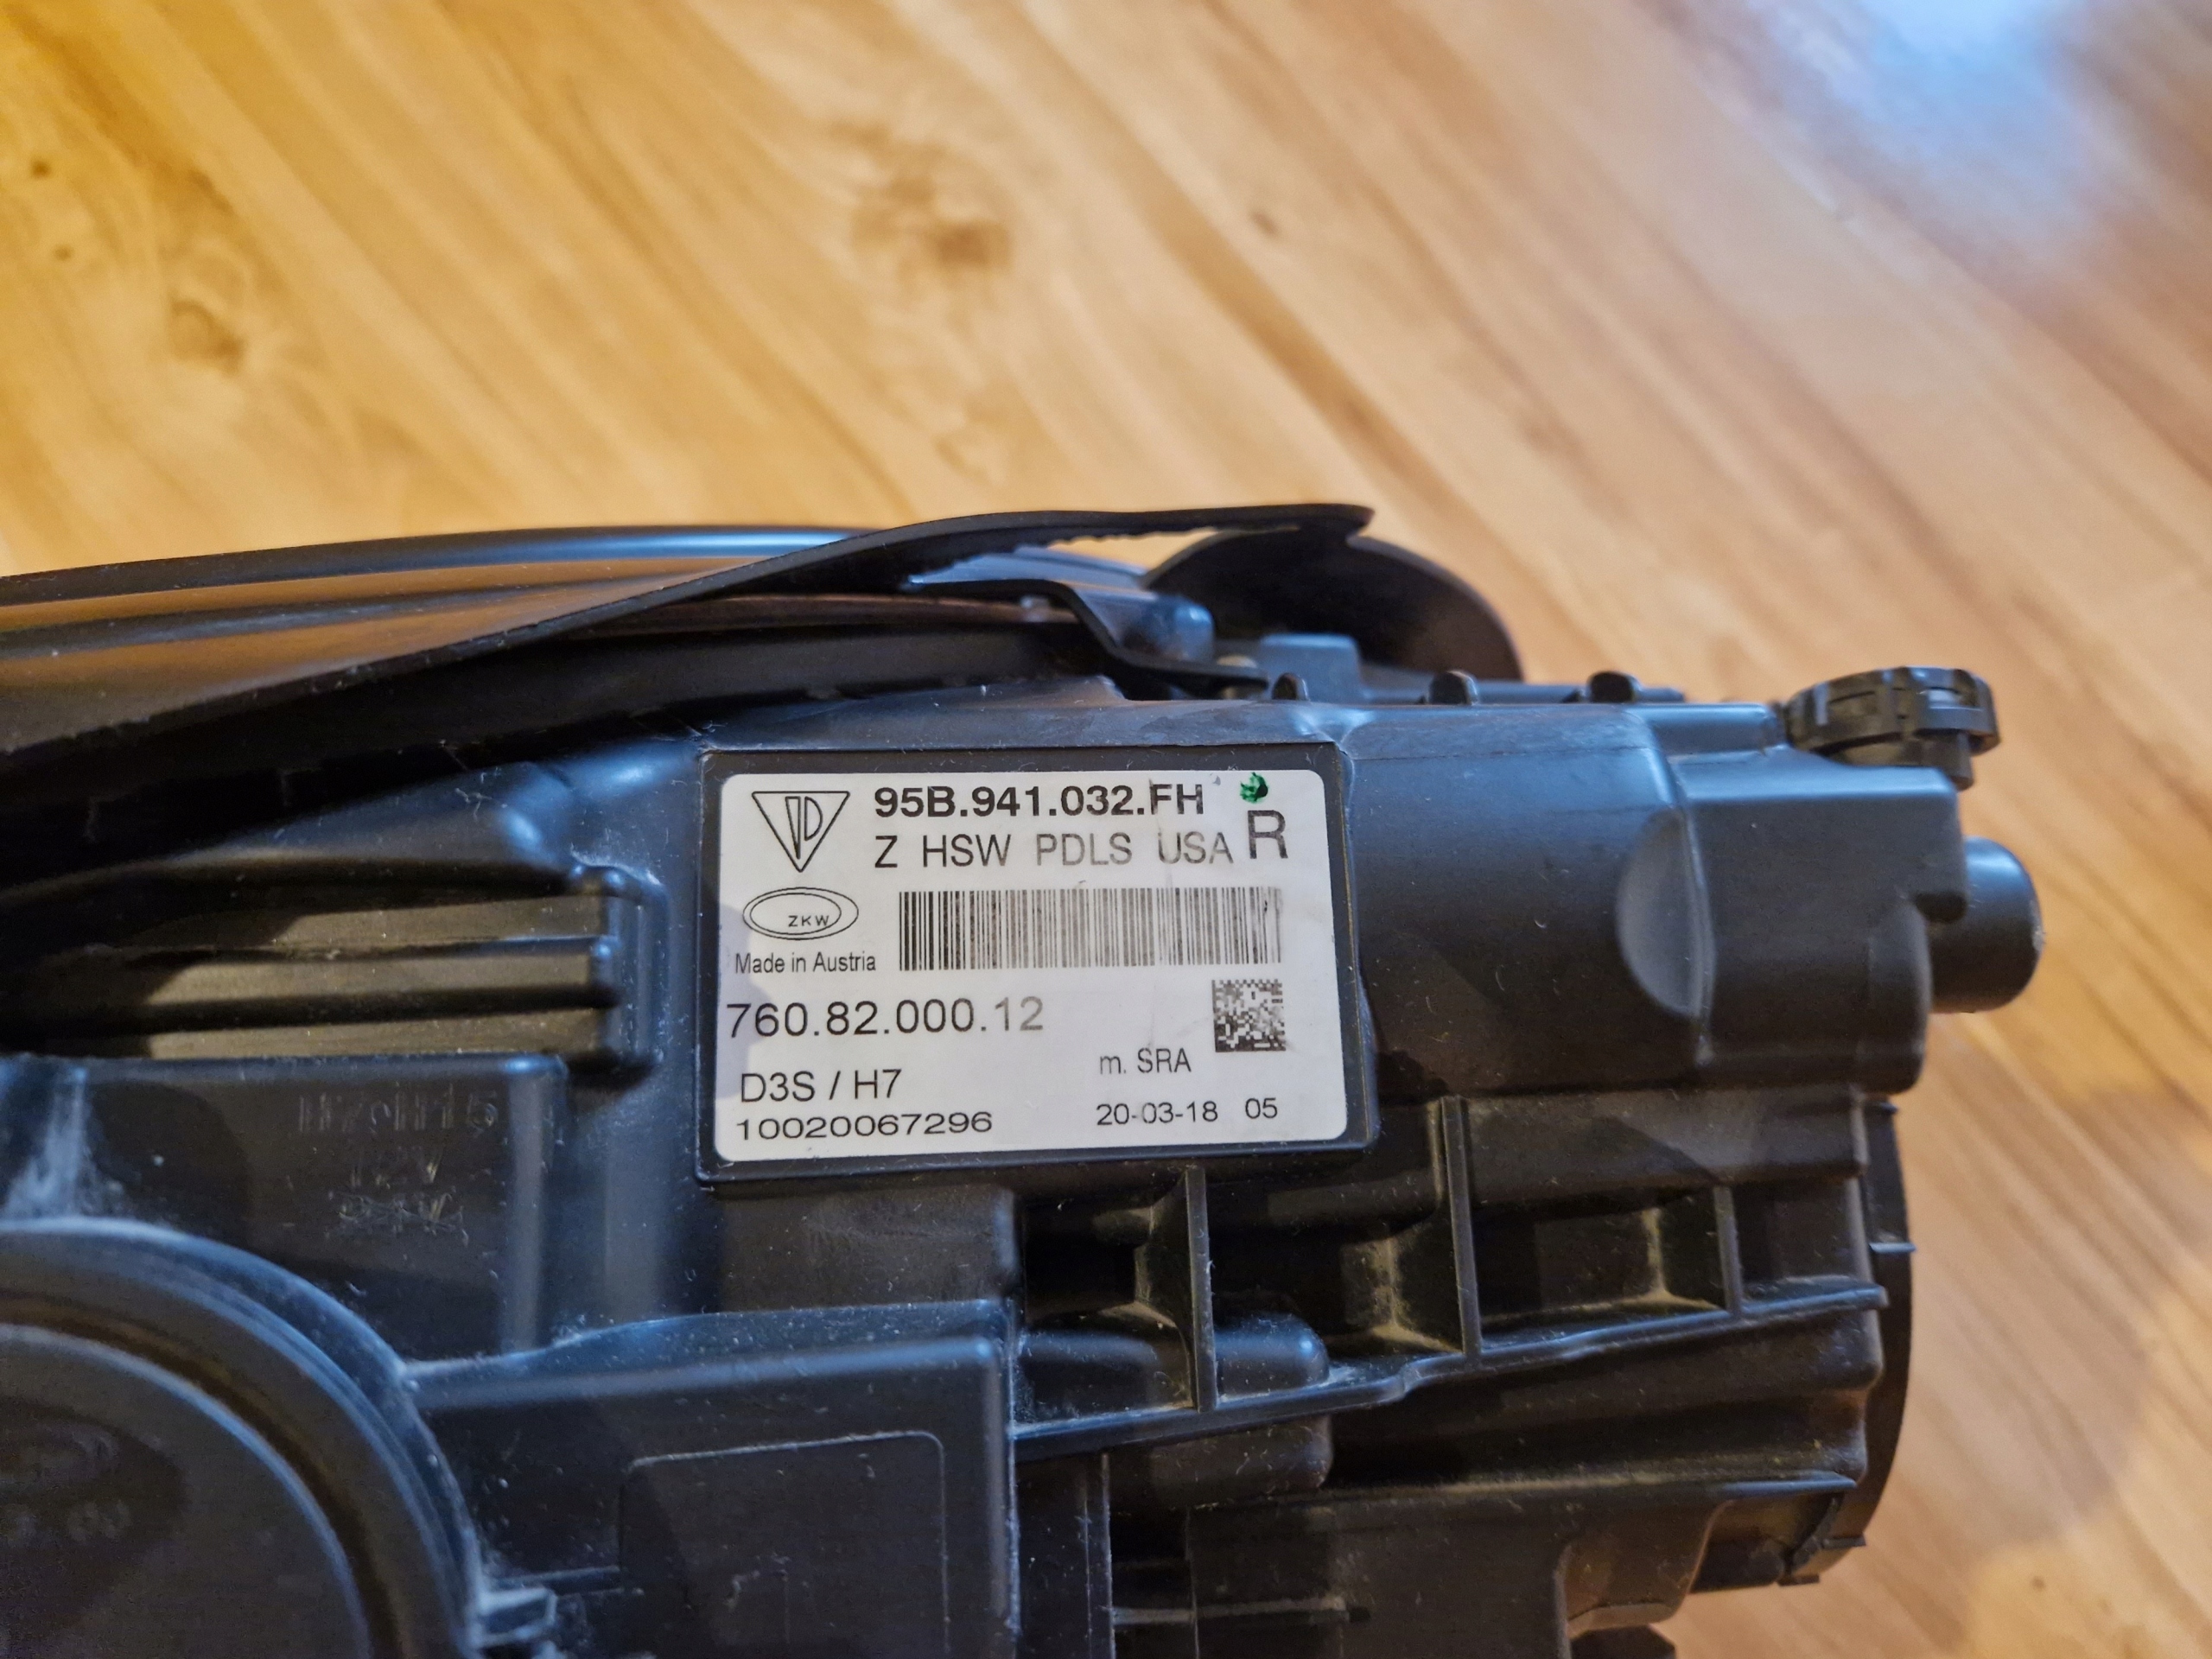 95B.941.032.FH
Z HSW PDLS USA R
ZKW
Made in Austria
760.82.000.12
m. SRA
D3S / H7
20-03-18 05
10020067296
12V